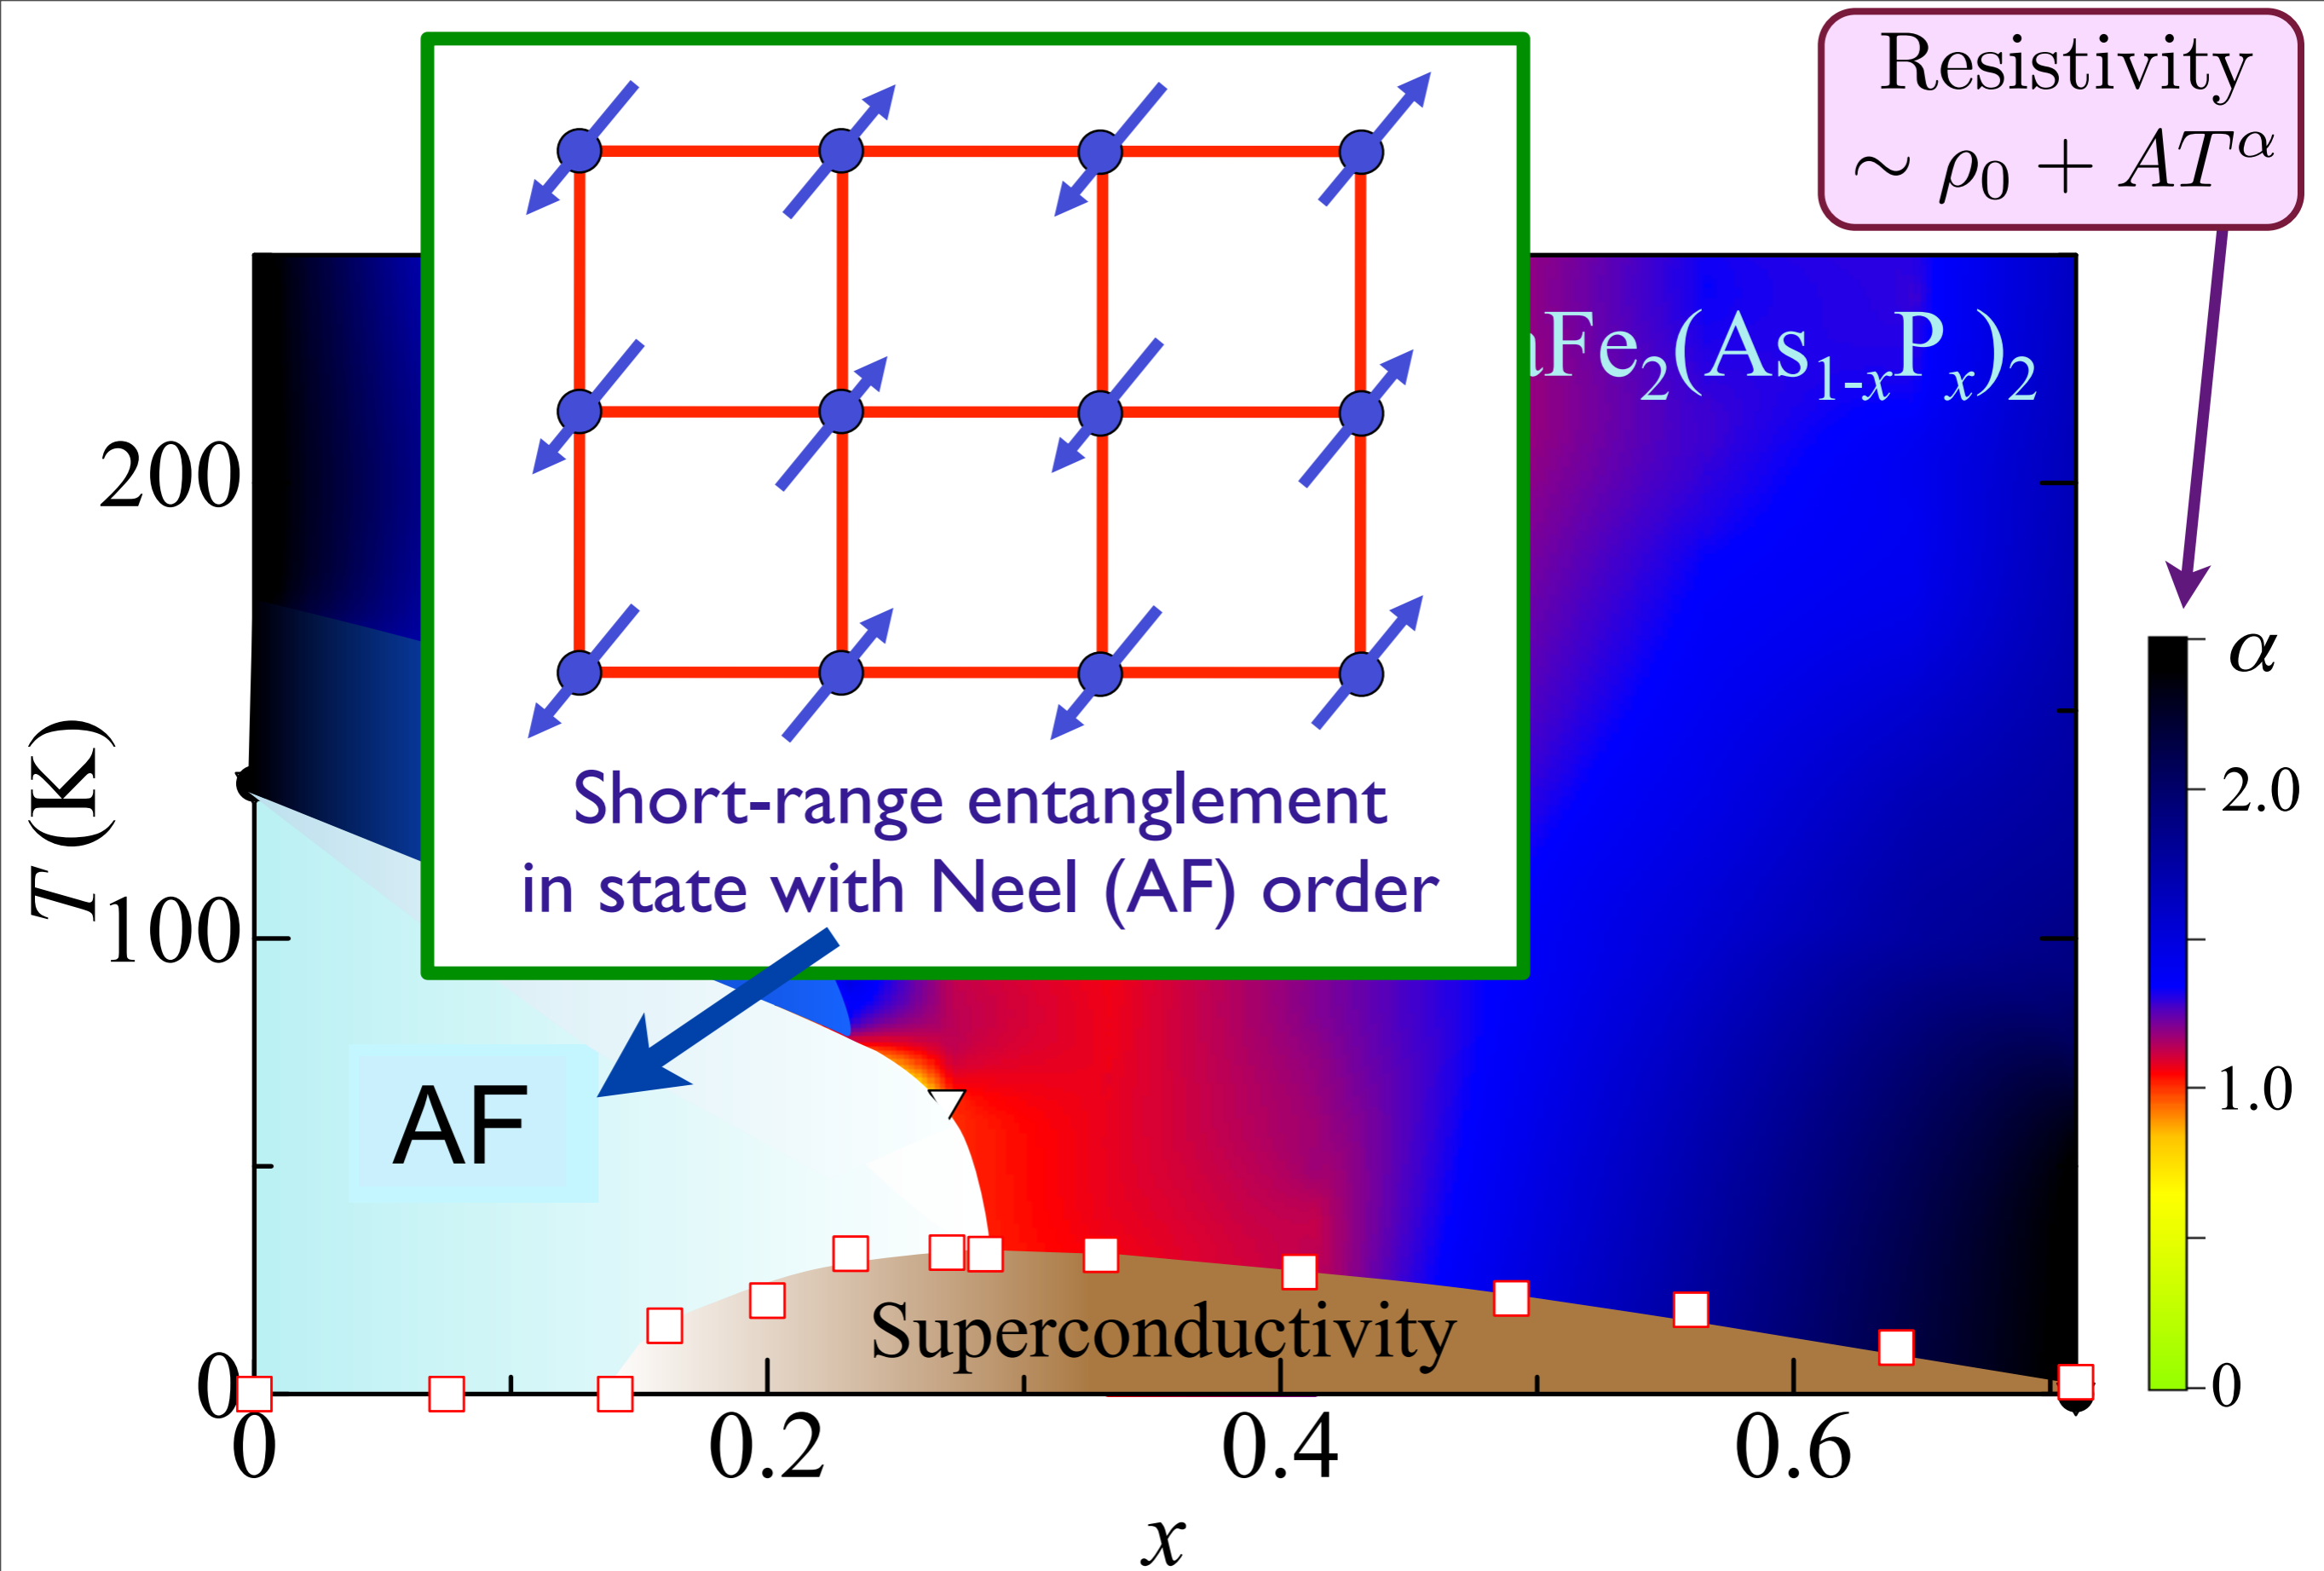 Resistivity
∼ ρ₀ + AT^α
aFe₂(As₁₋ₓPₓ)₂
200
α
2.0
Short-range entanglement
in state with Neel (AF) order
T (K)
100
1.0
AF
Superconductivity
0
0
0
0.2
0.4
0.6
x